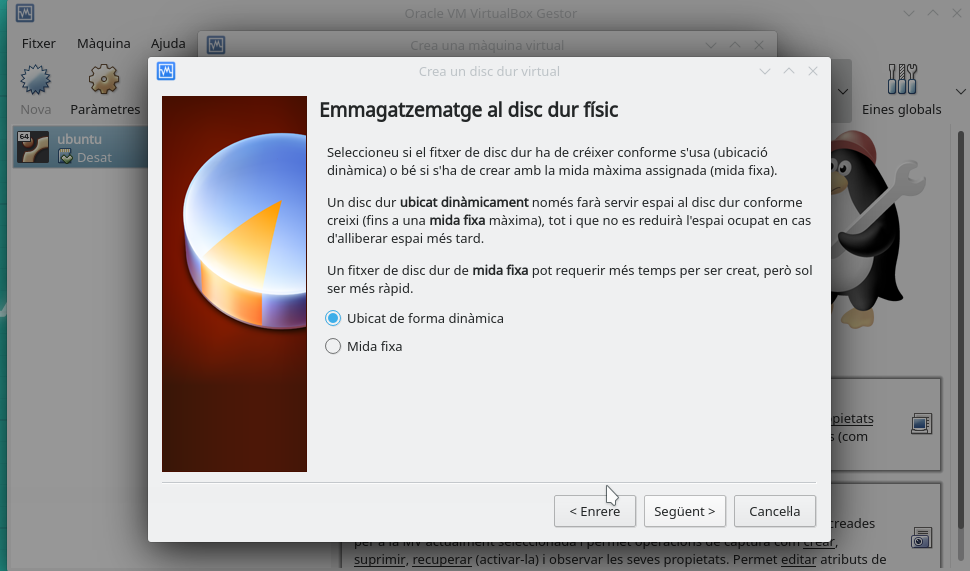 Oracle VM VirtualBox Gestor
Fitxer Màquina Ajuda
Crea una màquina virtual
Nova Paràmetres
Eines globals
64
ubuntu
Desat
Crea un disc dur virtual
Emmagatzematge al disc dur físic
Seleccioneu si el fitxer de disc dur ha de créixer conforme s'usa (ubicació
dinàmica) o bé si s'ha de crear amb la mida màxima assignada (mida fixa).
Un disc dur ubicat dinàmicament només farà servir espai al disc dur conforme
creixi (fins a una mida fixa màxima), tot i que no es reduirà l'espai ocupat en cas
d'alliberar espai més tard.
Un fitxer de disc dur de mida fixa pot requerir més temps per ser creat, però sol
ser més ràpid.
Ubicat de forma dinàmica
Mida fixa
< Enrere Següent > Canceŀla
(com
creades
per a la MV actualment seleccionada i permet operacions de captura com crear,
suprimir, recuperar (activar-la) i observar les seves propietats. Permet editar atributs de